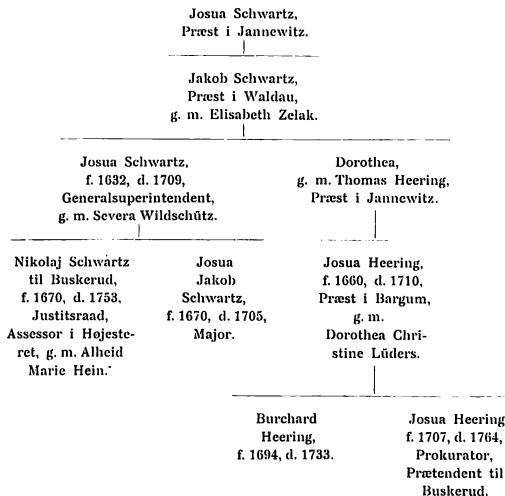 Josua Schwartz,
Præst i Jannewitz.
Jakob Schwartz,
Præst i Waldau,
g. m. Elisabeth Zelak.
Josua Schwartz,
f. 1632, d. 1709,
Generalsuperintendent,
g. m. Severa Wildschütz.
Dorothea,
g. m. Thomas Heering,
Præst i Jannewitz.
Nikolaj Schwartz
til Buskerud,
f. 1670, d. 1753,
Justitsraad,
Assessor i Højeste-
ret, g. m. Alheid
Marie Hein.
Josua
Jakob
Schwartz,
f. 1670, d. 1705,
Major.
Josua Heering,
f. 1660, d. 1710,
Præst i Bargum,
g. m.
Dorothea Chri-
stine Lüders.
Burchard
Heering,
f. 1694, d. 1733.
Josua Heering
f. 1707, d. 1764,
Prokurator,
Prætendent til
Buskerud.